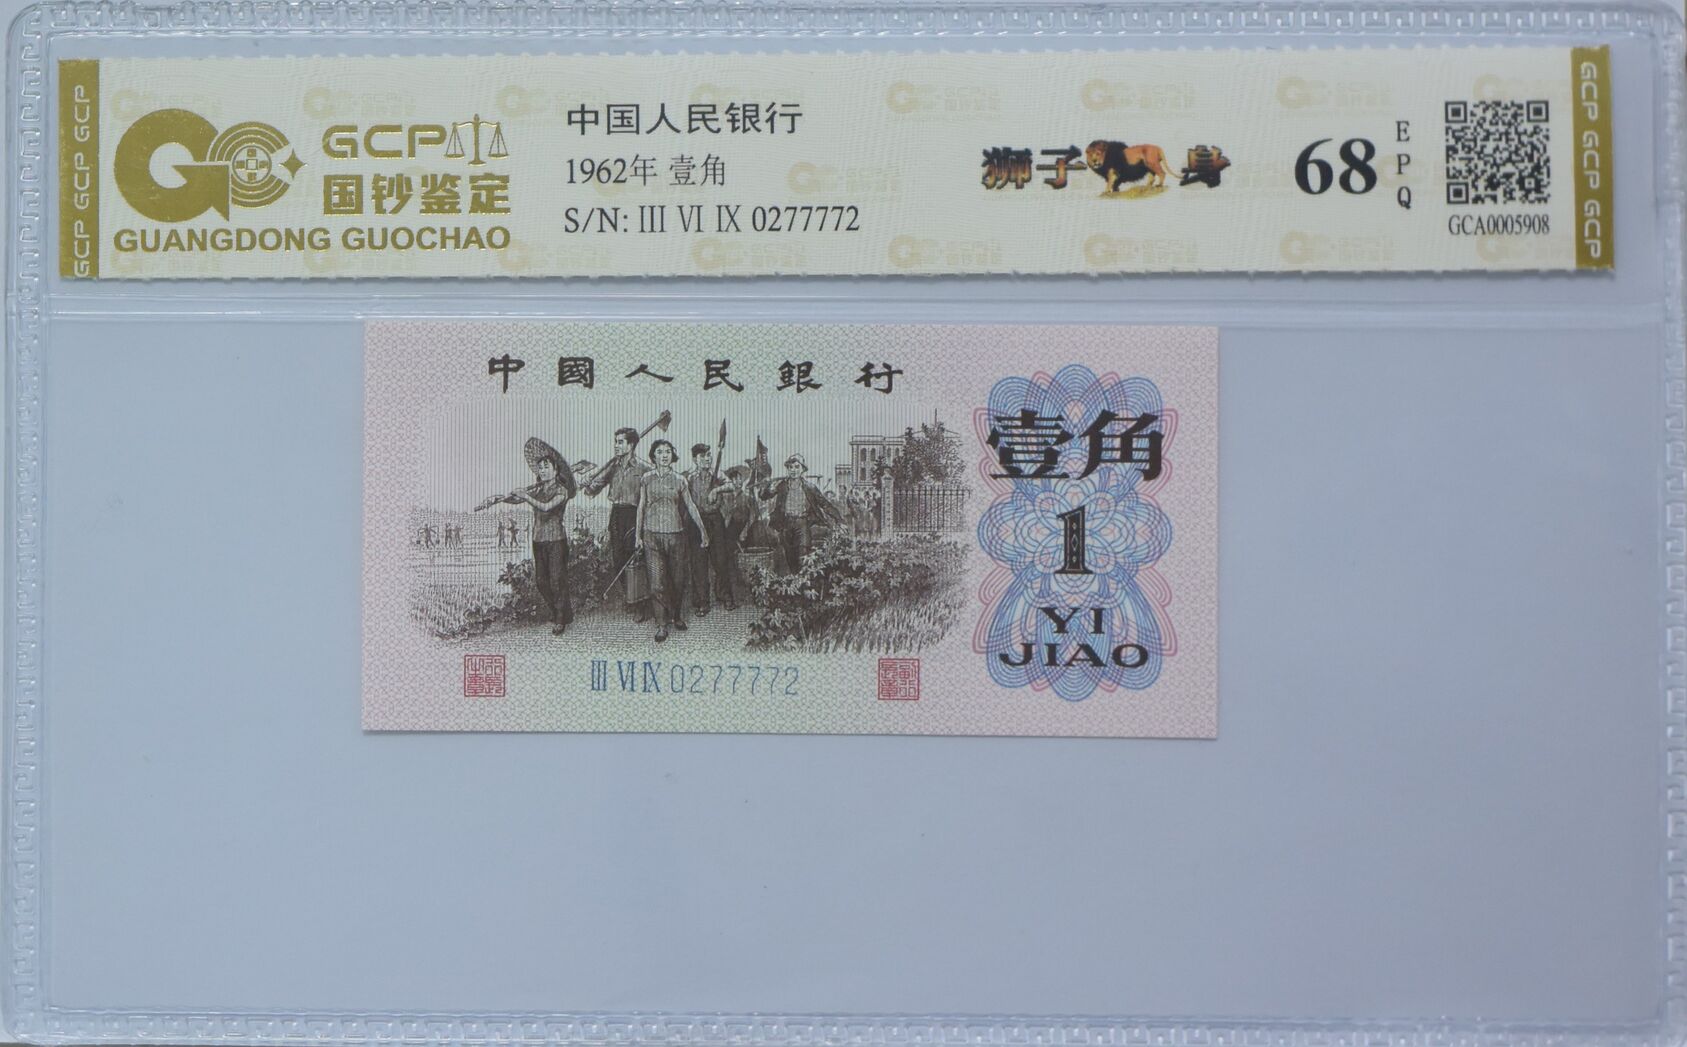 GCP GCP GCP
GCP
国钞鉴定
GUANGDONG GUOCHAO
中国人民银行
1962年 壹角
S/N: III VI IX 0277772
狮子身
68
EPQ
GCA0005908
GCP GCP GCP
中國人民銀行
壹角
1
YI
JIAO
III VI IX 0277772